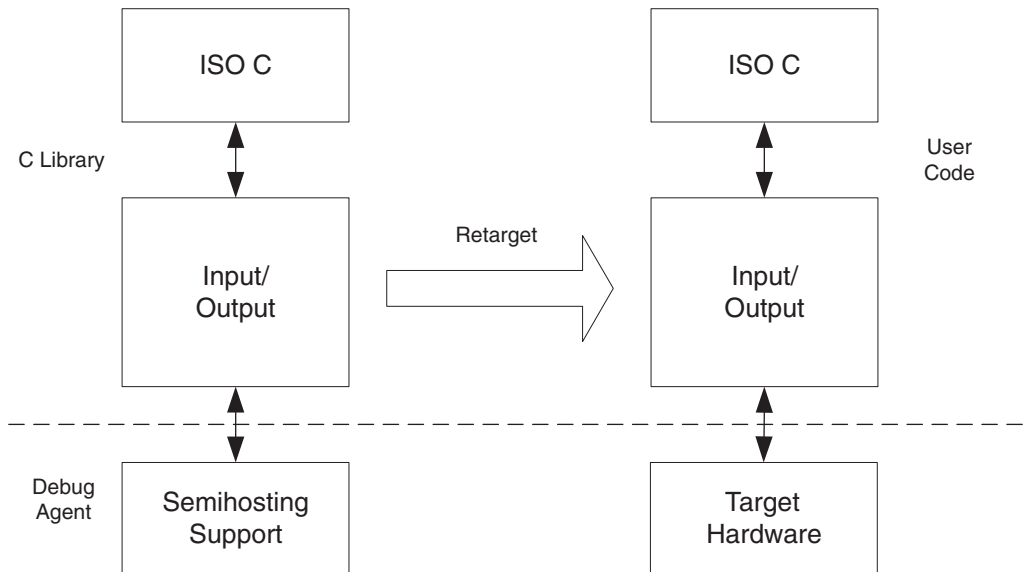 ISO C
ISO C
C Library
User
Code
Retarget
Input/
Output
Input/
Output
Debug
Agent
Semihosting
Support
Target
Hardware